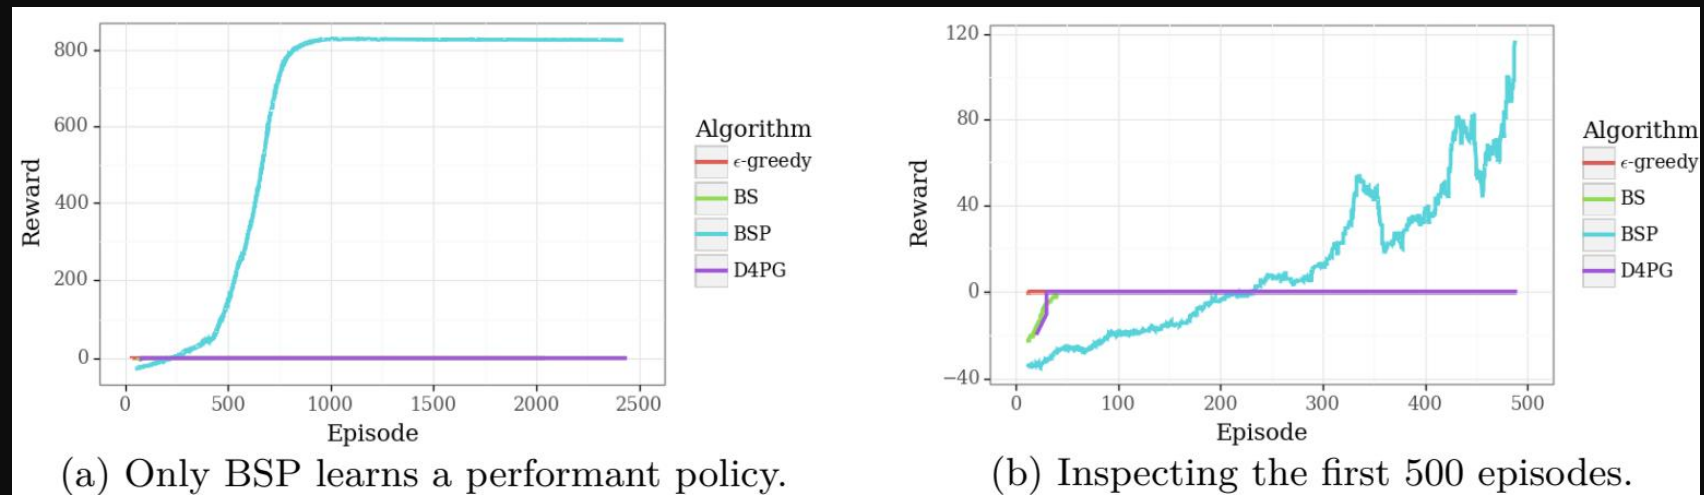 800
600
400
200
0
Reward
0 500 1000 1500 2000 2500
Episode
Algorithm
ϵ-greedy
BS
BSP
D4PG
(a) Only BSP learns a performant policy.
120
80
40
0
−40
Reward
0 100 200 300 400 500
Episode
Algorithm
ϵ-greedy
BS
BSP
D4PG
(b) Inspecting the first 500 episodes.